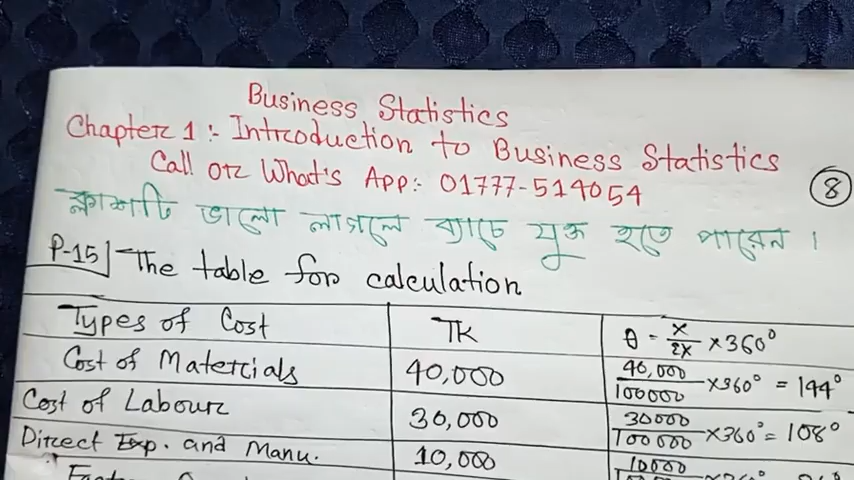 Business Statistics
Chapter 1:- Introduction to Business Statistics
Call or What's App:- 01777-514054
8
ক্লাশটি ভালো লাগলে ব্যাচে যুক্ত হতে পারেন।
P-15] The table for calculation
Types of Cost TK θ = x/Σx ×360°
Cost of Materials 40,000 40,000/100000 ×360° = 144°
Cost of Labour 30,000 30000/100000 ×360° = 108°
Direct Exp. and Manu. 10,000 10000